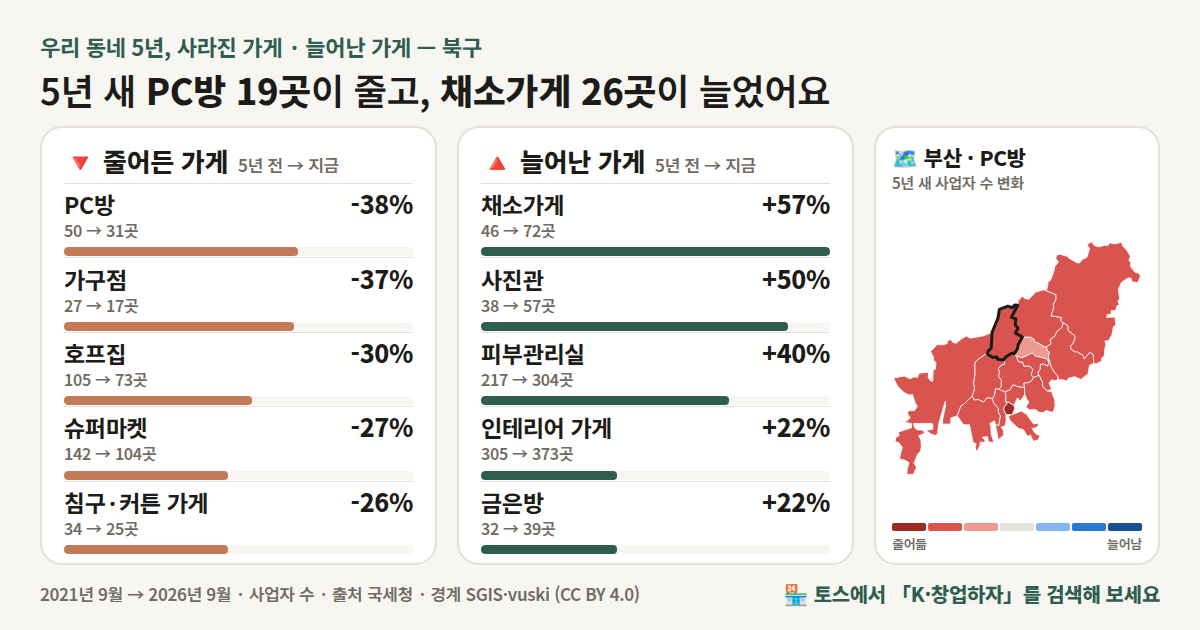 우리 동네 5년, 사라진 가게 · 늘어난 가게 — 북구
5년 새 PC방 19곳이 줄고, 채소가게 26곳이 늘었어요
줄어든 가게 5년 전 → 지금
PC방 -38%
50 → 31곳
가구점 -37%
27 → 17곳
호프집 -30%
105 → 73곳
슈퍼마켓 -27%
142 → 104곳
침구·커튼 가게 -26%
34 → 25곳
늘어난 가게 5년 전 → 지금
채소가게 +57%
46 → 72곳
사진관 +50%
38 → 57곳
피부관리실 +40%
217 → 304곳
인테리어 가게 +22%
305 → 373곳
금은방 +22%
32 → 39곳
부산 · PC방
5년 새 사업자 수 변화
줄어듦 늘어남
2021년 9월 → 2026년 9월 · 사업자 수 · 출처 국세청 · 경계 SGIS·vuski (CC BY 4.0)
토스에서 「K·창업하자」를 검색해 보세요